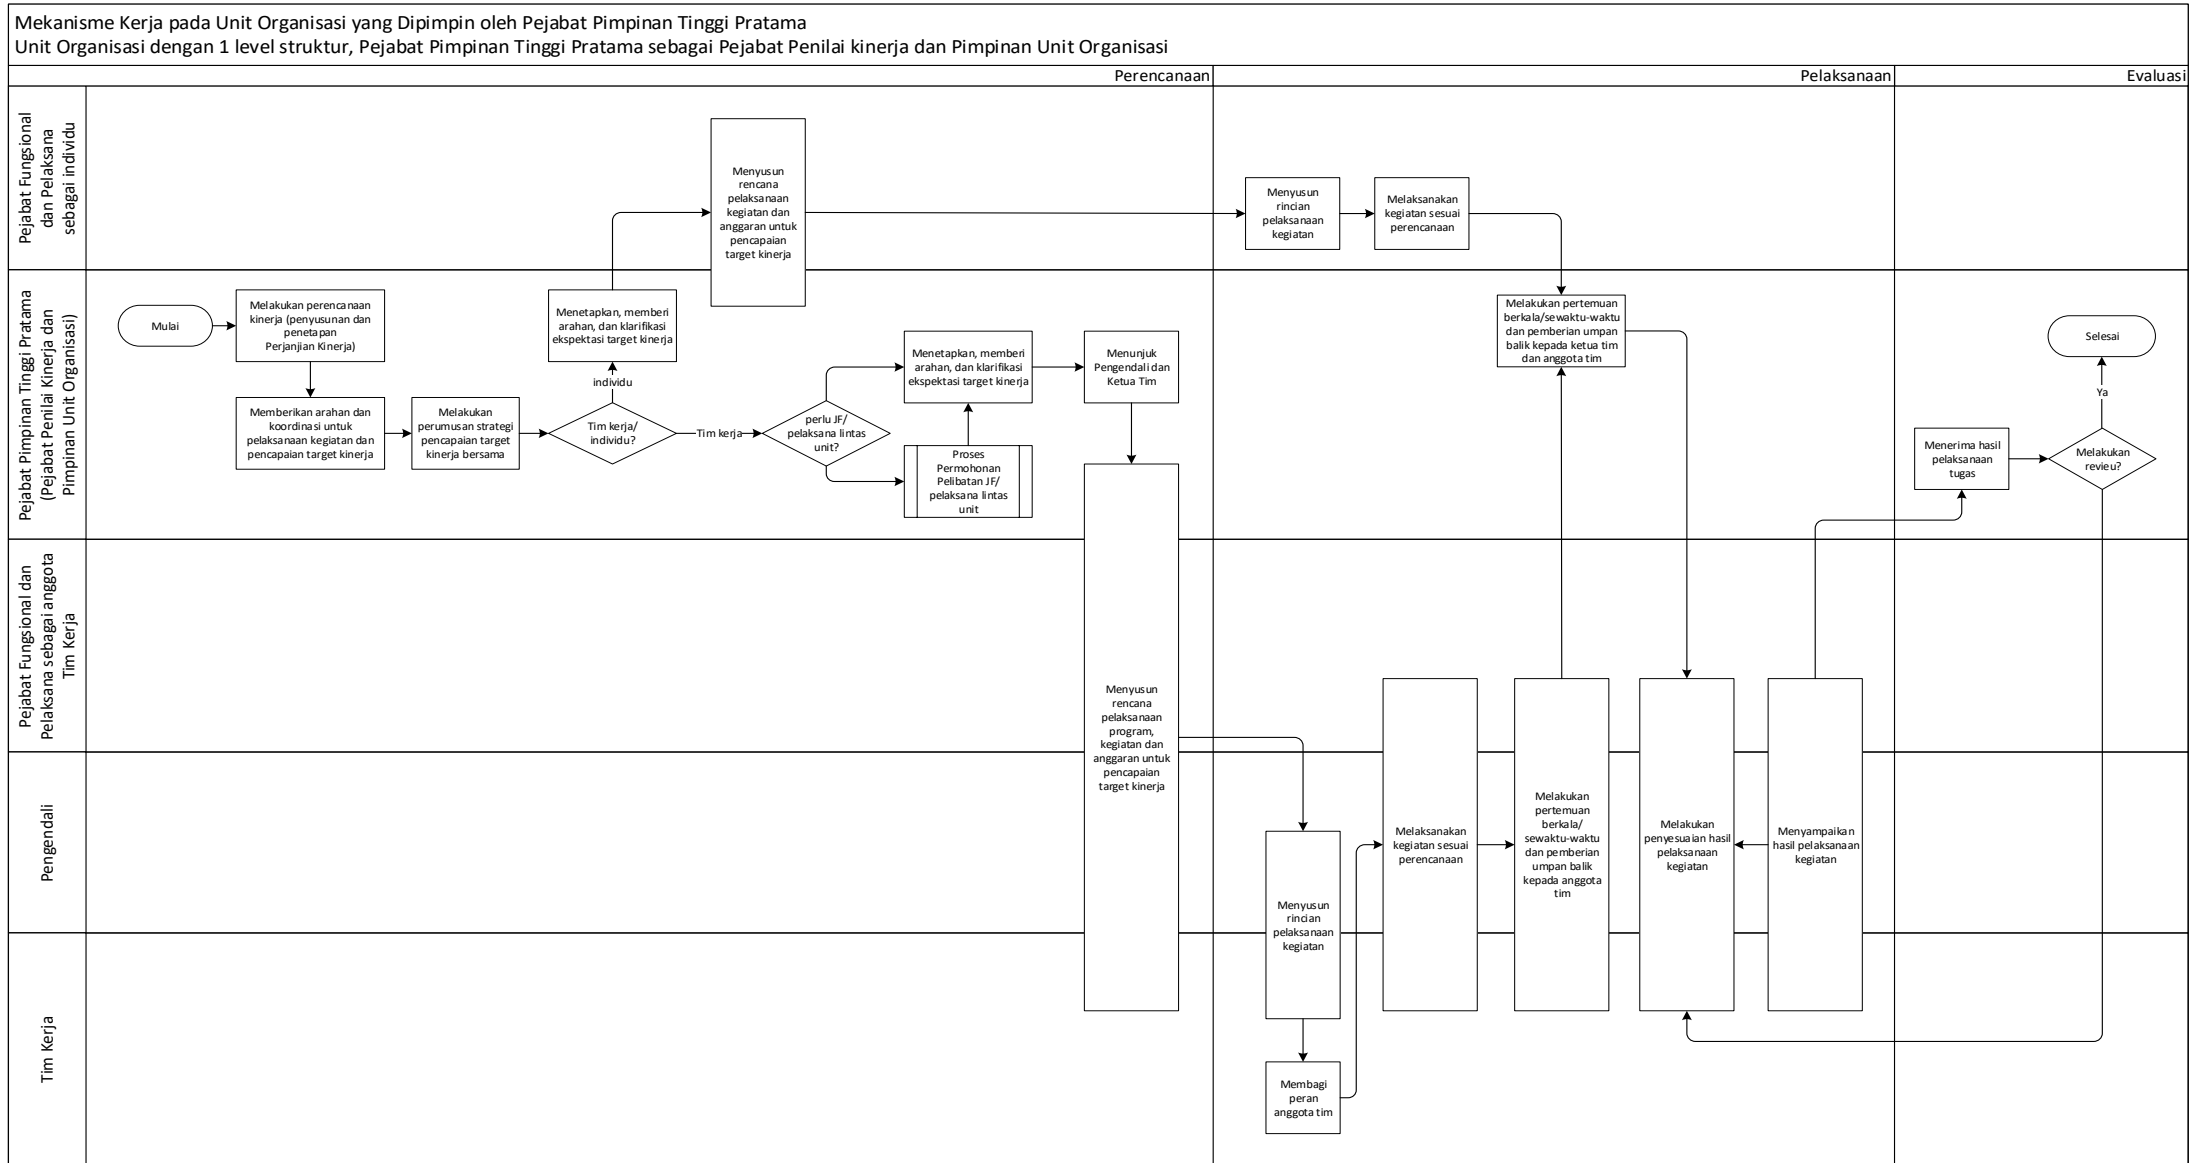 Mekanisme Kerja pada Unit Organisasi yang Dipimpin oleh Pejabat Pimpinan Tinggi Pratama
Unit Organisasi dengan 1 level struktur, Pejabat Pimpinan Tinggi Pratama sebagai Pejabat Penilai kinerja dan Pimpinan Unit Organisasi
Perencanaan
Pelaksanaan
Evaluasi
Pejabat Fungsional
dan Pelaksana
sebagai individu
Menyusun
rencana
pelaksanaan
kegiatan dan
anggaran untuk
pencapaian
target kinerja
Menyusun
rincian
pelaksanaan
kegiatan
Melaksanakan
kegiatan sesuai
perencanaan
Pejabat Pimpinan Tinggi Pratama
(Pejabat Penilai Kinerja dan
Pimpinan Unit Organisasi)
Mulai
Melakukan perencanaan
kinerja (penyusunan dan
penetapan
Perjanjian Kinerja)
Memberikan arahan dan
koordinasi untuk
pelaksanaan kegiatan dan
pencapaian target kinerja
Melakukan
perumusan strategi
pencapaian target
kinerja bersama
Menetapkan, memberi
arahan, dan klarifikasi
ekspektasi target kinerja
individu
Tim kerja/
individu?
Tim kerja
perlu JF/
pelaksana lintas
unit?
Menetapkan, memberi
arahan, dan klarifikasi
ekspektasi target kinerja
Proses
Permohonan
Pelibatan JF/
pelaksana lintas
unit
Menunjuk
Pengendali dan
Ketua Tim
Melakukan pertemuan
berkala/sewaktu-waktu
dan pemberian umpan
balik kepada ketua tim
dan anggota tim
Menerima hasil
pelaksanaan
tugas
Selesai
Ya
Melakukan
revieu?
Pejabat Fungsional dan
Pelaksana sebagai anggota
Tim Kerja
Menyusun
rencana
pelaksanaan
program,
kegiatan dan
anggaran untuk
pencapaian
target kinerja
Pengendali
Melaksanakan
kegiatan sesuai
perencanaan
Melakukan
pertemuan
berkala/
sewaktu-waktu
dan pemberian
umpan balik
kepada anggota
tim
Melakukan
penyesuaian hasil
pelaksanaan
kegiatan
Menyampaikan
hasil pelaksanaan
kegiatan
Menyusun
rincian
pelaksanaan
kegiatan
Tim Kerja
Membagi
peran
anggota tim